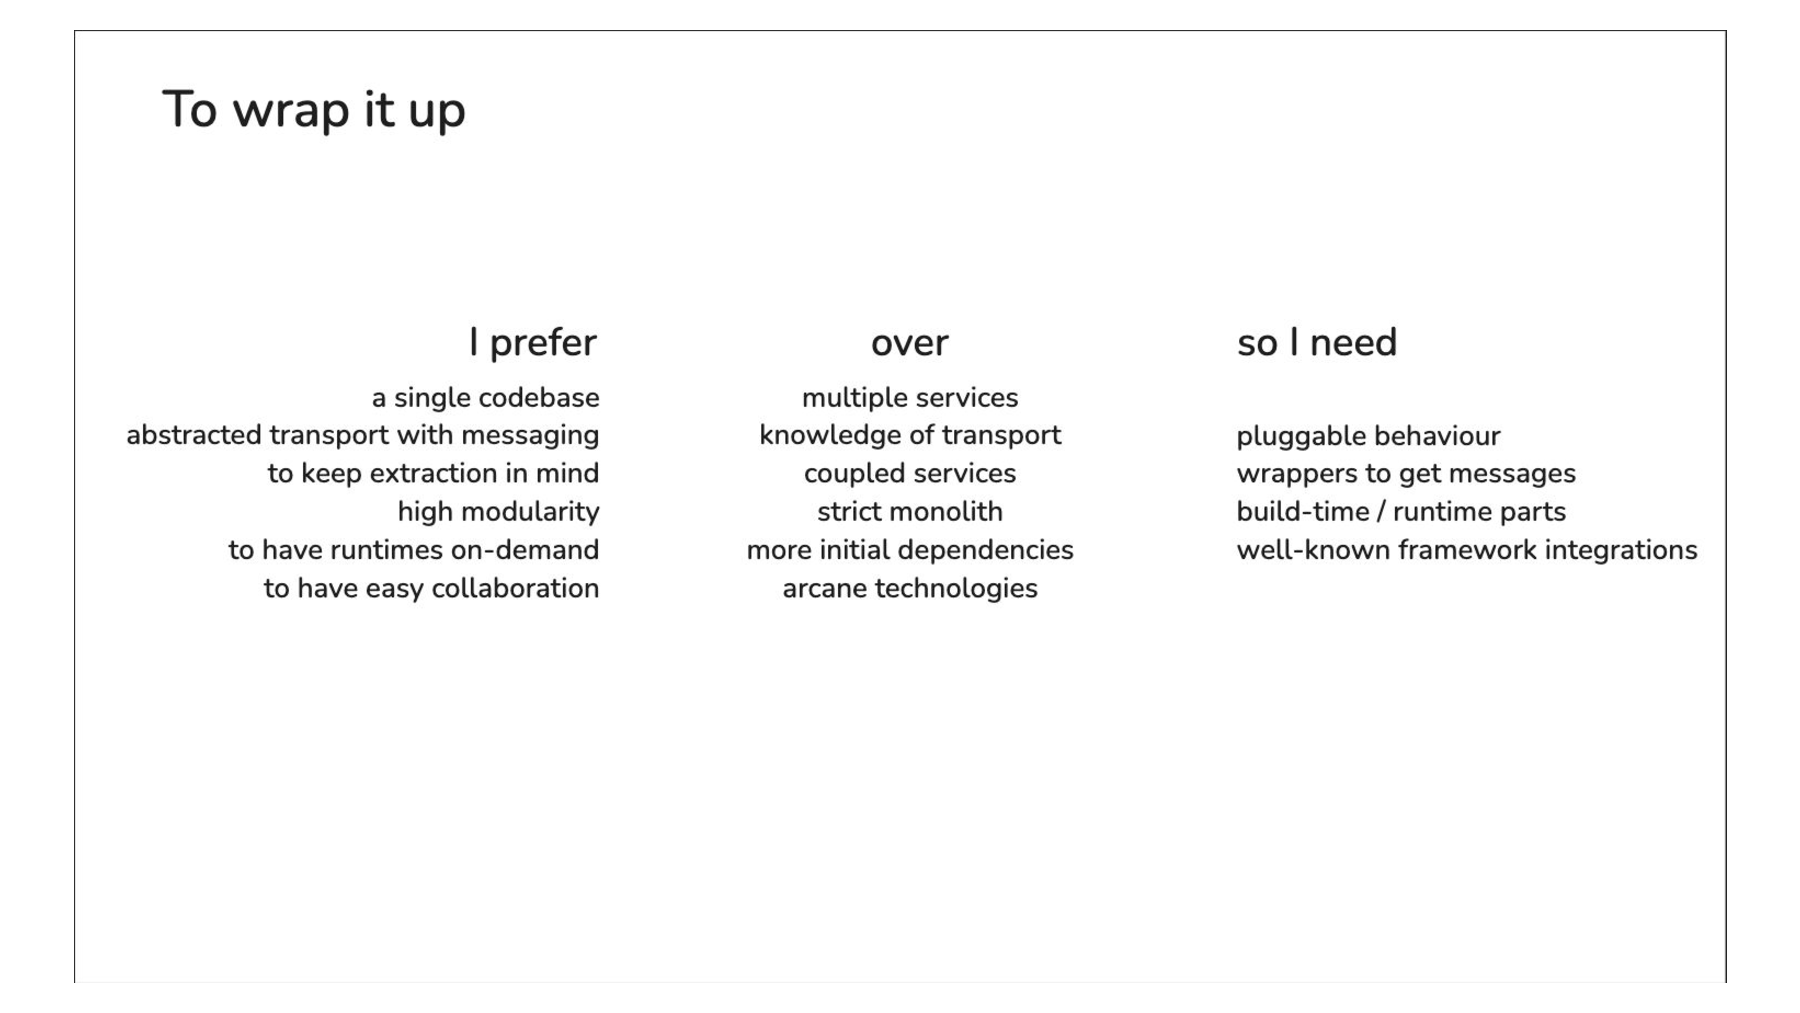 To wrap it up
I prefer over so I need
a single codebase multiple services
abstracted transport with messaging knowledge of transport pluggable behaviour
to keep extraction in mind coupled services wrappers to get messages
high modularity strict monolith build-time / runtime parts
to have runtimes on-demand more initial dependencies well-known framework integrations
to have easy collaboration arcane technologies